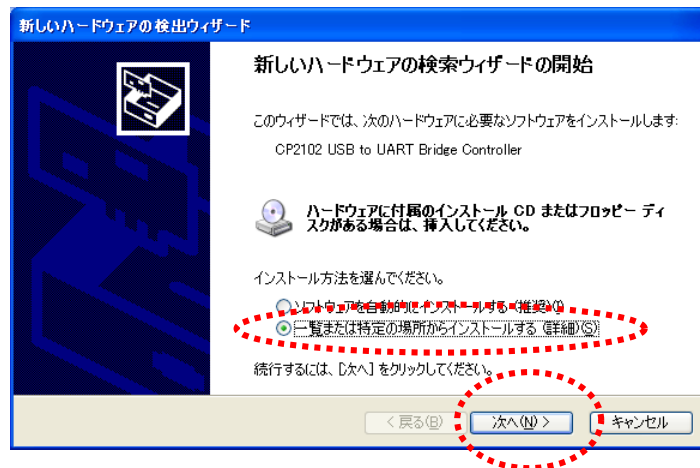 新しいハードウェアの検出ウィザード
新しいハードウェアの検索ウィザードの開始
このウィザードでは、次のハードウェアに必要なソフトウェアをインストールします:
CP2102 USB to UART Bridge Controller
ハードウェアに付属のインストール CD またはフロッピー ディ
スクがある場合は、挿入してください。
インストール方法を選んでください。
ソフトウェアを自動的にインストールする (推奨)(I)
一覧または特定の場所からインストールする (詳細)(S)
続行するには、[次へ] をクリックしてください。
< 戻る(B) 次へ(N) > キャンセル